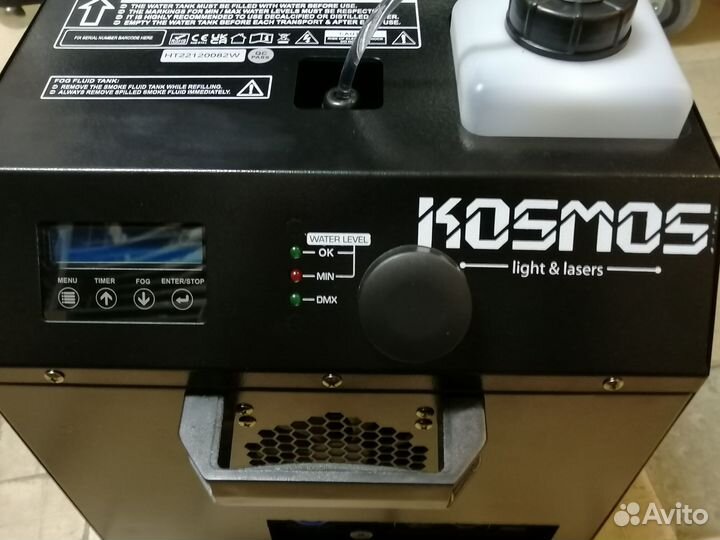 THE WATER TANK MUST BE FILLED WITH WATER BEFORE USE.
THE MARKINGS FOR MIN / MAX WATER LEVELS MUST BE RESPECTED
IT IS HIGHLY RECOMMENDED TO USE DECALCIFIED OR DISTILLED
EMPTY THE WATER TANK BEFORE EACH TRANSPORT & AFTER
FIX SERIAL NUMBER BARCODE HERE
HT22120082W
QC
PASS
FOG FLUID TANK:
REMOVE THE SMOKE FLUID TANK WHILE REFILLING.
ALWAYS REMOVE SPILLED SMOKE FLUID IMMEDIATELY.
KOSMOS
light & lasers
WATER LEVEL
OK
MIN
DMX
MENU TIMER FOG ENTER/STOP
Avito